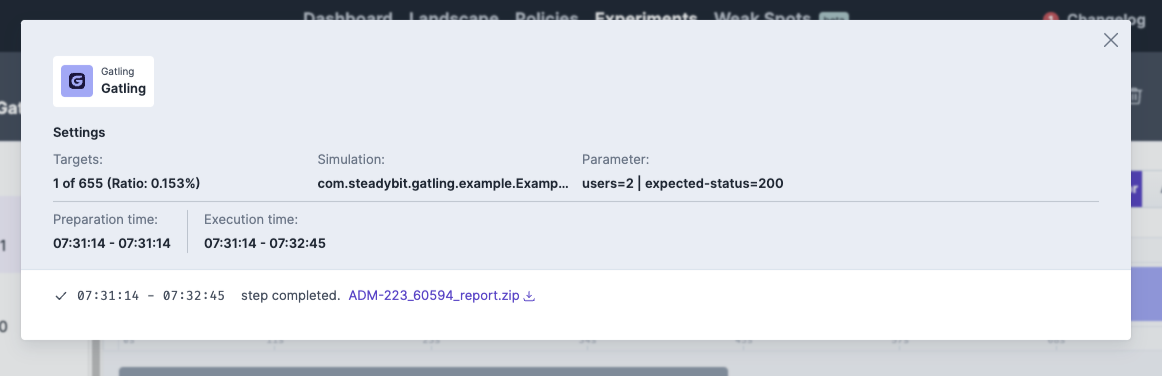 Dashboard Landscape Policies Experiments Weak Spots beta Changelog
Gatling
Gatling
Settings
Targets: Simulation: Parameter:
1 of 655 (Ratio: 0.153%) com.steadybit.gatling.example.Examp... users=2 | expected-status=200
Preparation time: Execution time:
07:31:14 - 07:31:14 07:31:14 - 07:32:45
07:31:14 - 07:32:45 step completed. ADM-223_60594_report.zip